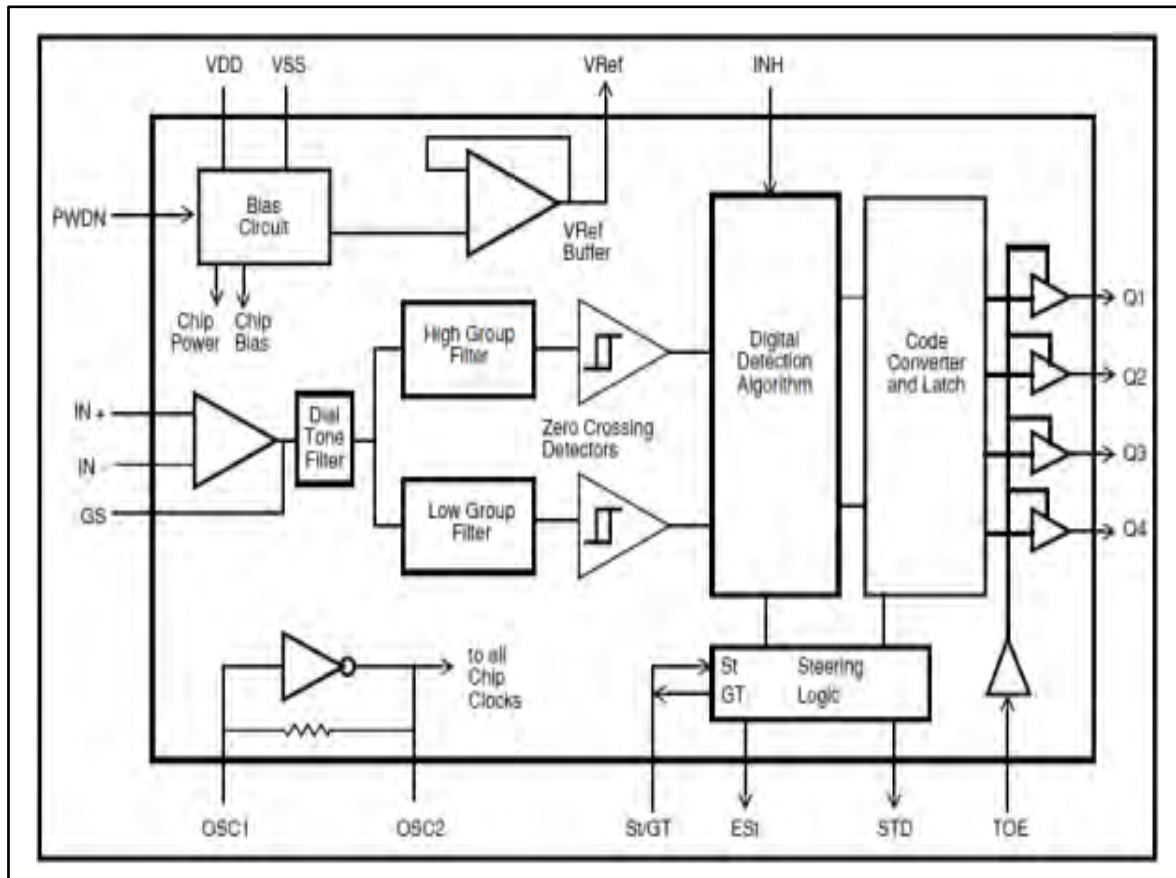 VDD
VSS
VRef
INH
PWDN
Bias
Circuit
VRef
Buffer
Chip
Power
Chip
Bias
High Group
Filter
Digital
Detection
Algorithm
Code
Converter
and Latch
Q1
Q2
Q3
Q4
IN +
IN -
GS
Dial
Tone
Filter
Zero Crossing
Detectors
Low Group
Filter
to all
Chip
Clocks
St
Steering
GT
Logic
OSC1
OSC2
St/GT
ESt
STD
TOE